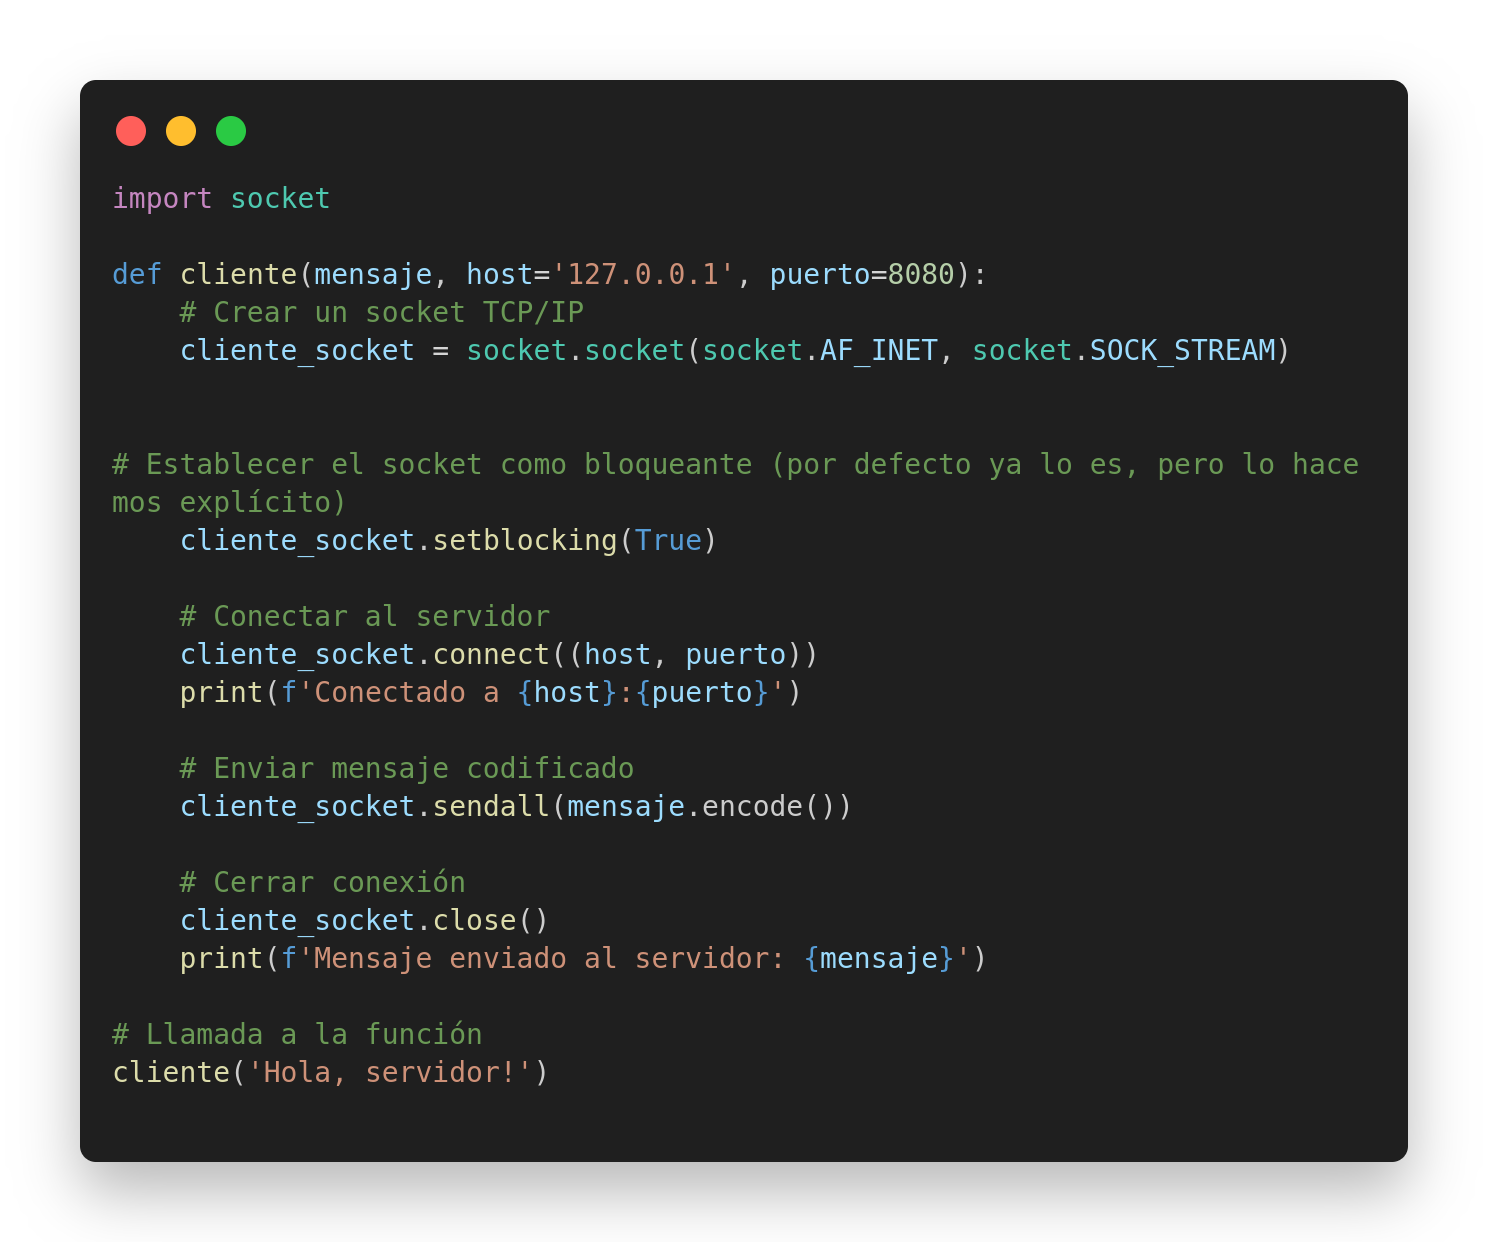 import socket

def cliente(mensaje, host='127.0.0.1', puerto=8080):
    # Crear un socket TCP/IP
    cliente_socket = socket.socket(socket.AF_INET, socket.SOCK_STREAM)


# Establecer el socket como bloqueante (por defecto ya lo es, pero lo hace
mos explícito)
    cliente_socket.setblocking(True)

    # Conectar al servidor
    cliente_socket.connect((host, puerto))
    print(f'Conectado a {host}:{puerto}')

    # Enviar mensaje codificado
    cliente_socket.sendall(mensaje.encode())

    # Cerrar conexión
    cliente_socket.close()
    print(f'Mensaje enviado al servidor: {mensaje}')

# Llamada a la función
cliente('Hola, servidor!')